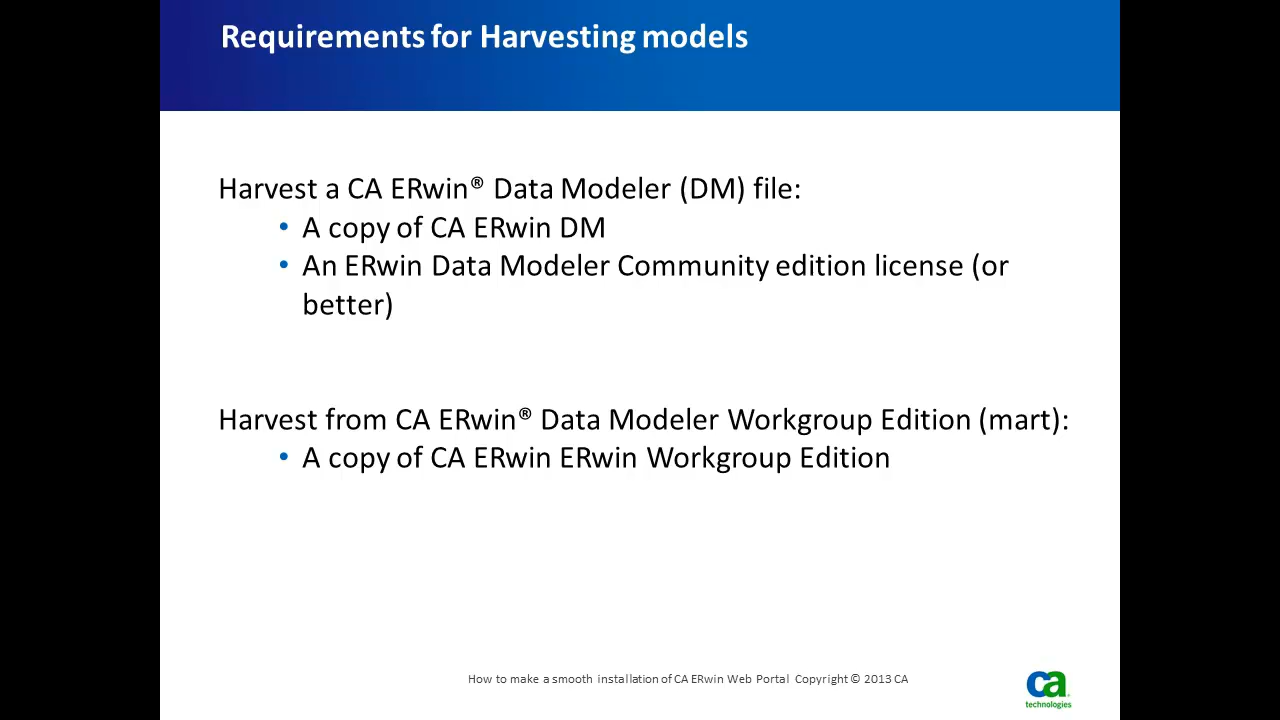 Requirements for Harvesting models
Harvest a CA ERwin® Data Modeler (DM) file:
• A copy of CA ERwin DM
• An ERwin Data Modeler Community edition license (or
better)
Harvest from CA ERwin® Data Modeler Workgroup Edition (mart):
• A copy of CA ERwin ERwin Workgroup Edition
How to make a smooth installation of CA ERwin Web Portal Copyright © 2013 CA
ca
technologies